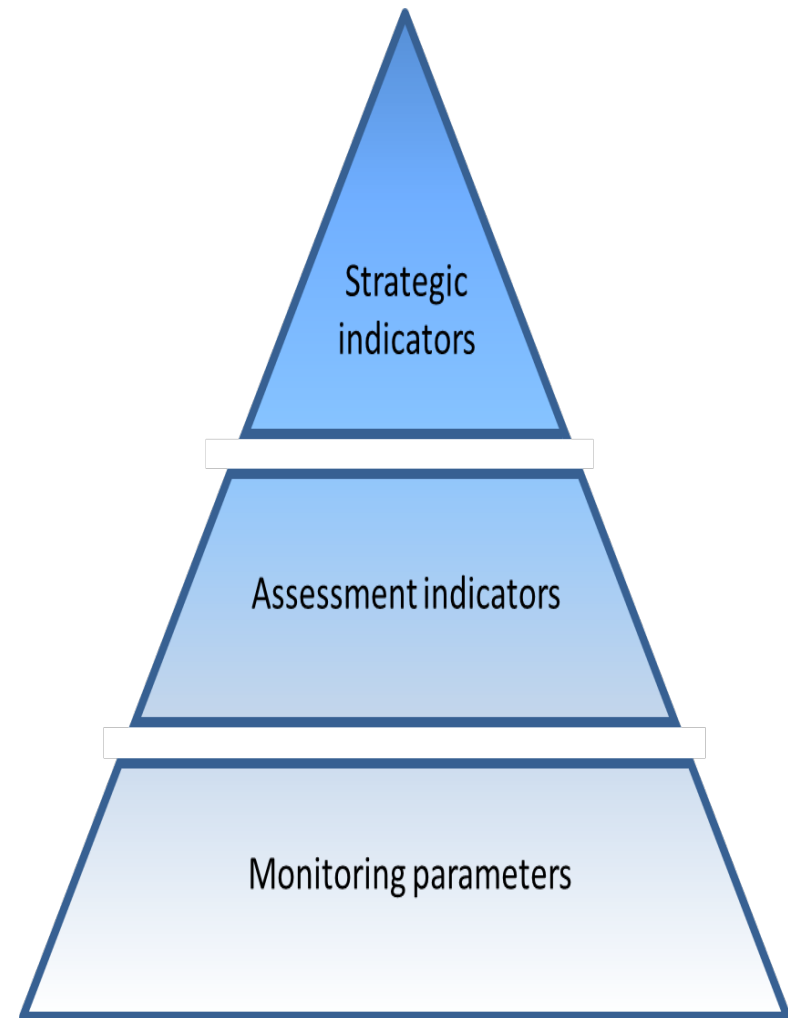 Strategic
indicators
Assessment indicators
Monitoring parameters